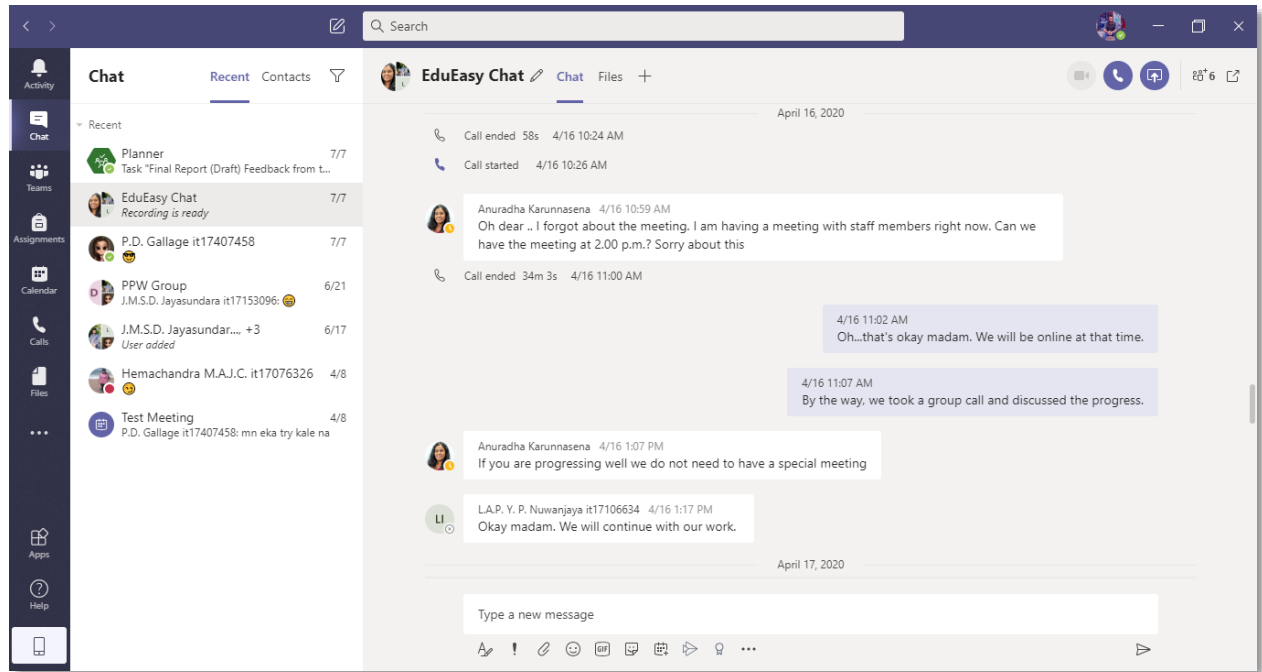 Search
Activity
Chat
Teams
Assignments
Calendar
Calls
Files
Apps
Help
Chat
Recent Contacts
Recent
Planner 7/7
Task "Final Report (Draft) Feedback from t...
EduEasy Chat 7/7
Recording is ready
P.D. Gallage it17407458 7/7
😎
PPW Group 6/21
J.M.S.D. Jayasundara it17153096: 😁
J.M.S.D. Jayasundar..., +3 6/17
User added
Hemachandra M.A.J.C. it17076326 4/8
😉
Test Meeting 4/8
P.D. Gallage it17407458: mn eka try kale na
EduEasy Chat Chat Files
6
April 16, 2020
Call ended 58s 4/16 10:24 AM
Call started 4/16 10:26 AM
Anuradha Karunnasena 4/16 10:59 AM
Oh dear .. I forgot about the meeting. I am having a meeting with staff members right now. Can we
have the meeting at 2.00 p.m.? Sorry about this
Call ended 34m 3s 4/16 11:00 AM
4/16 11:02 AM
Oh...that's okay madam. We will be online at that time.
4/16 11:07 AM
By the way, we took a group call and discussed the progress.
Anuradha Karunnasena 4/16 1:07 PM
If you are progressing well we do not need to have a special meeting
LI
L.A.P. Y. P. Nuwanjaya it17106634 4/16 1:17 PM
Okay madam. We will continue with our work.
April 17, 2020
Type a new message
GIF